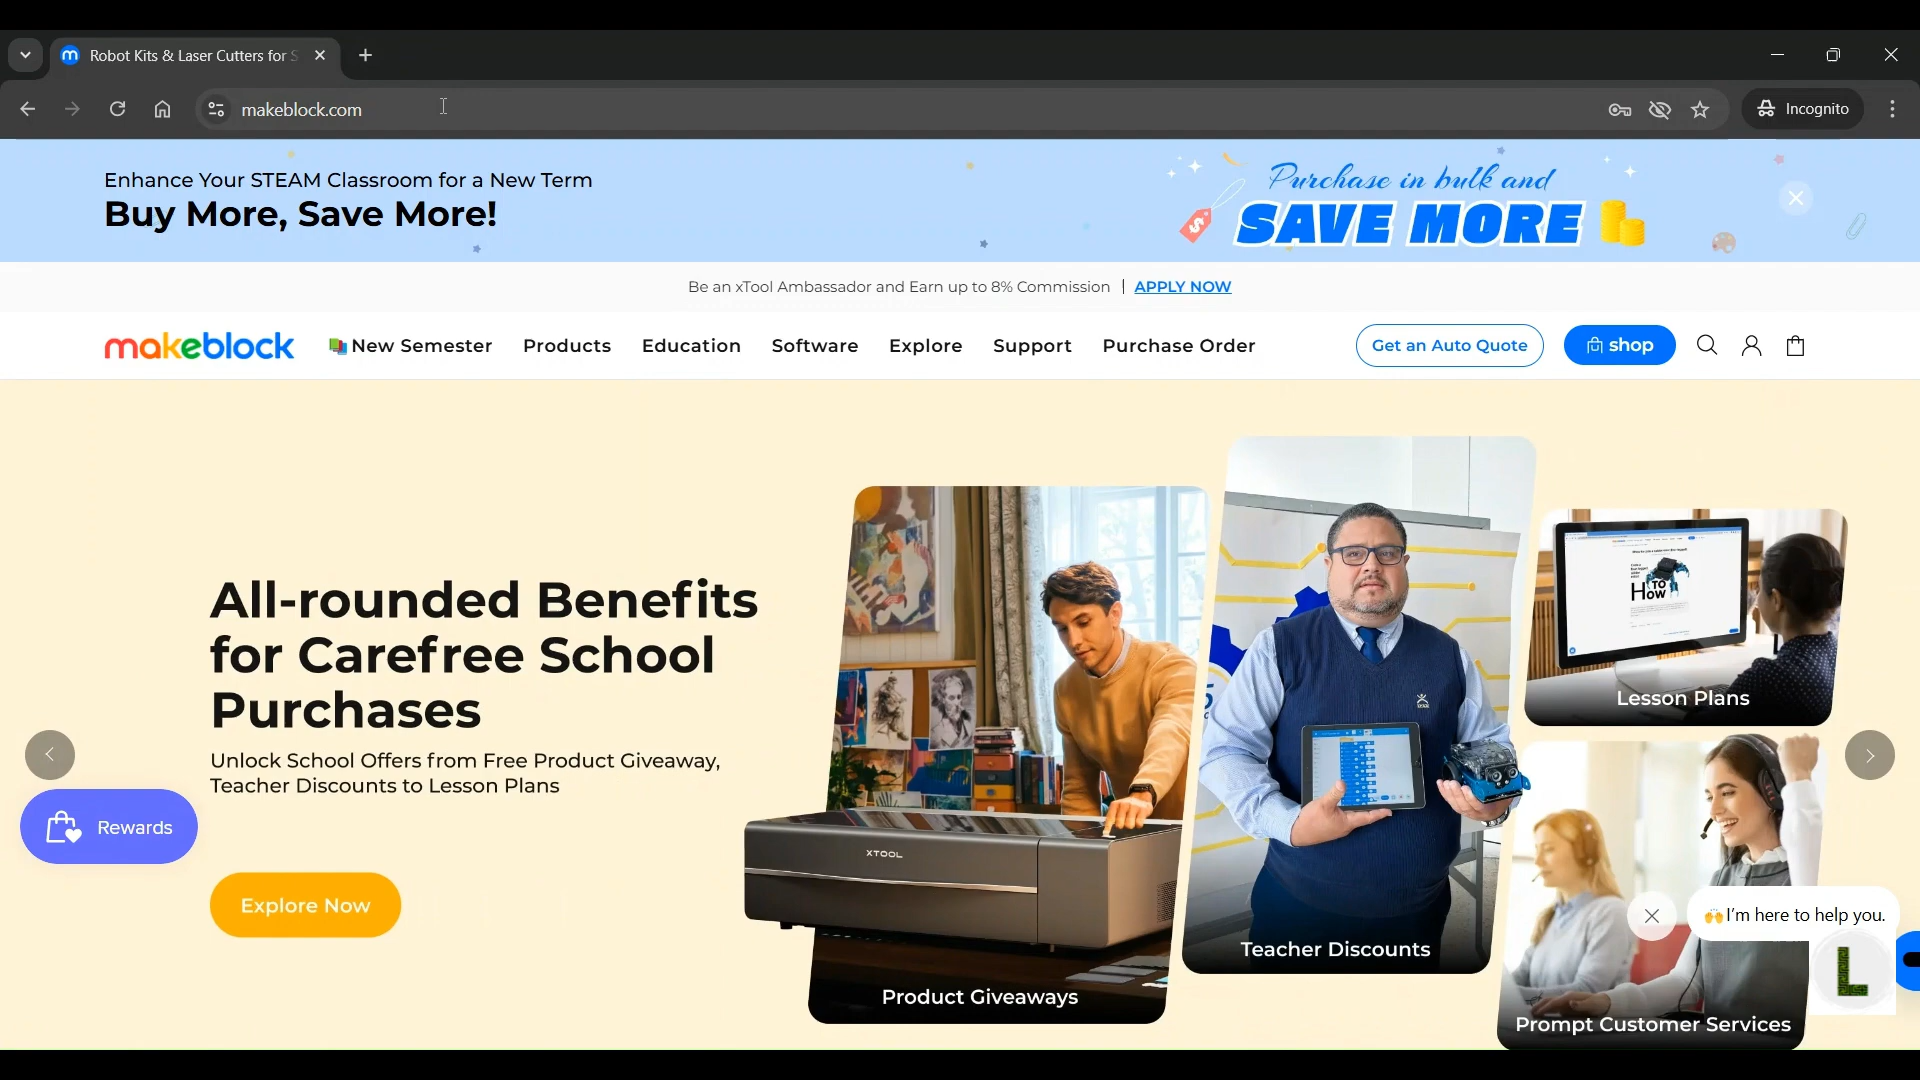 Robot Kits & Laser Cutters for S
makeblock.com
Incognito
Enhance Your STEAM Classroom for a New Term
Buy More, Save More!
Purchase in bulk and
SAVE MORE
Be an xTool Ambassador and Earn up to 8% Commission | APPLY NOW
makeblock
New Semester
Products
Education
Software
Explore
Support
Purchase Order
Get an Auto Quote
shop
All-rounded Benefits
for Carefree School
Purchases
Unlock School Offers from Free Product Giveaway,
Teacher Discounts to Lesson Plans
Rewards
Explore Now
XTOOL
Product Giveaways
Teacher Discounts
HOW TO
Lesson Plans
🙌I'm here to help you.
L
Prompt Customer Services